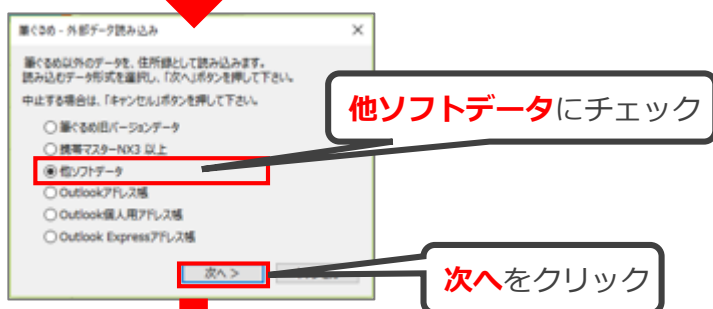 筆ぐるめ - 外部データ読み込み
筆ぐるめ以外のデータを、住所録として読み込みます。
読み込むデータ形式を選択し、「次へ」ボタンを押して下さい。
中止する場合は、「キャンセル」ボタンを押して下さい。
他ソフトデータにチェック
筆ぐるめ旧バージョンデータ
携帯マスターNX3 以上
他ソフトデータ
Outlookアドレス帳
Outlook個人用アドレス帳
Outlook Expressアドレス帳
次へ >
次へをクリック